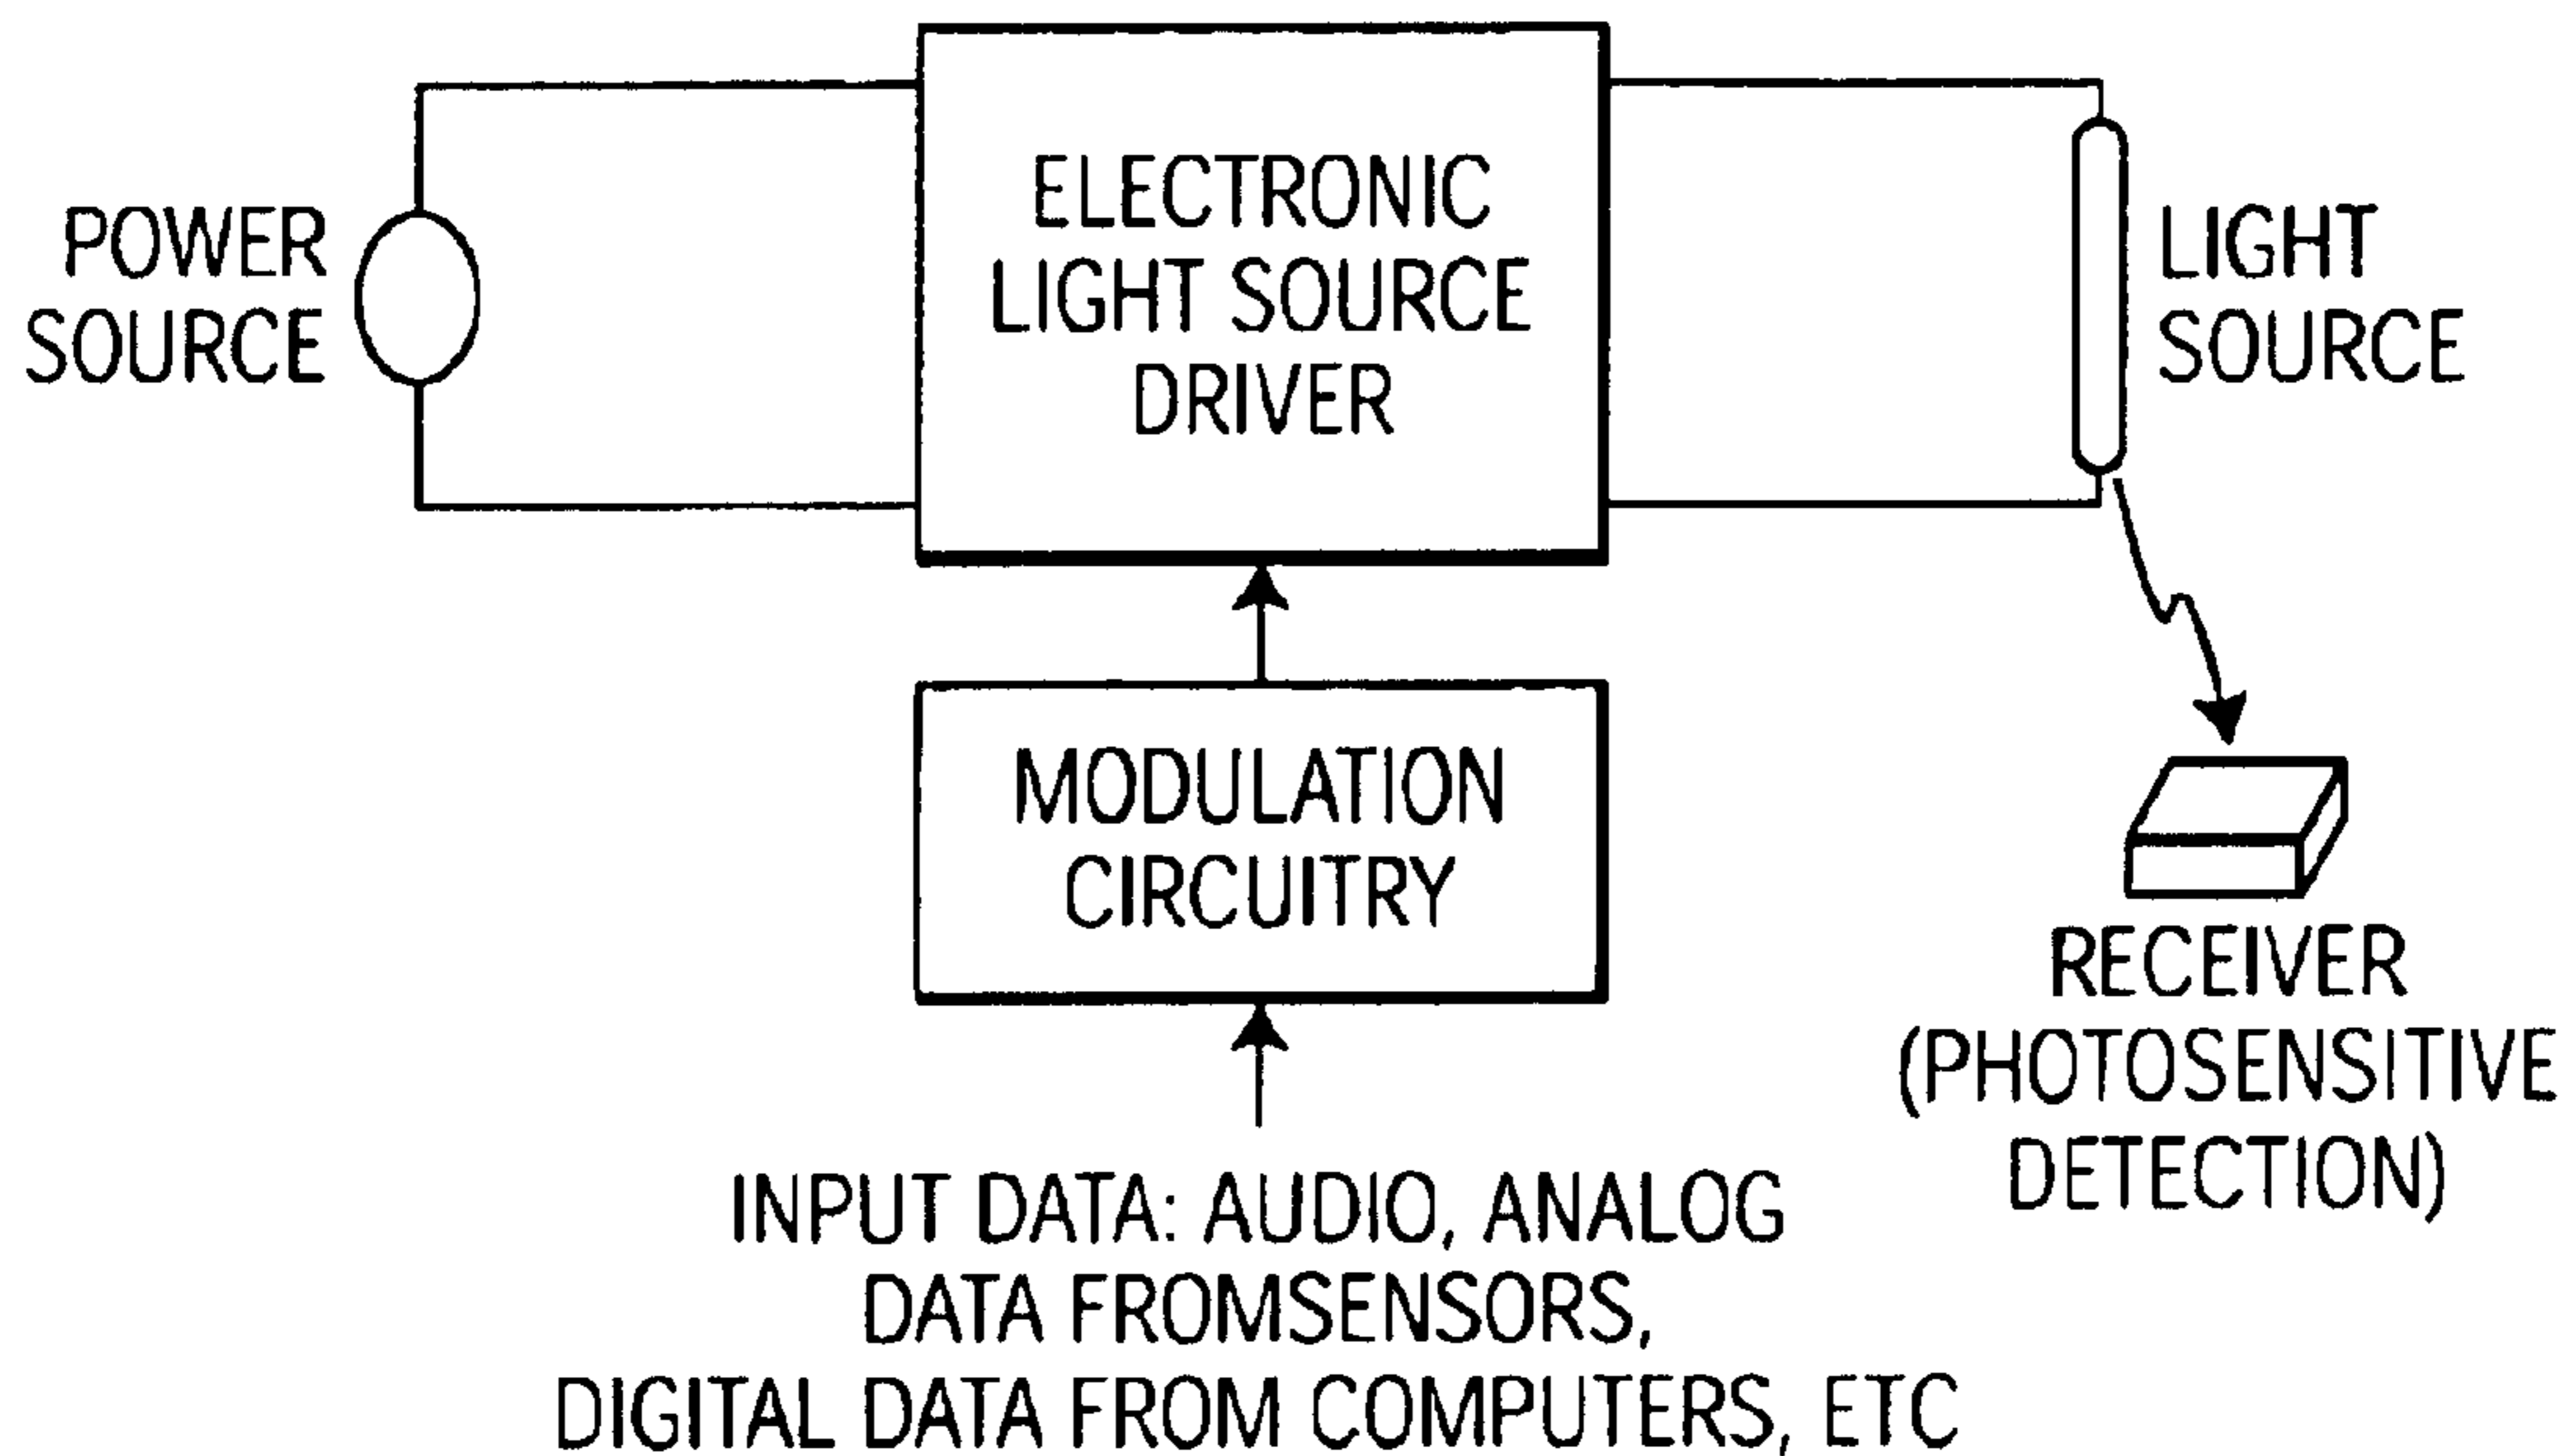 POWER
SOURCE
ELECTRONIC
LIGHT SOURCE
DRIVER
LIGHT
SOURCE
MODULATION
CIRCUITRY
RECEIVER
(PHOTOSENSITIVE
DETECTION)
INPUT DATA: AUDIO, ANALOG
DATA FROMSENSORS,
DIGITAL DATA FROM COMPUTERS, ETC